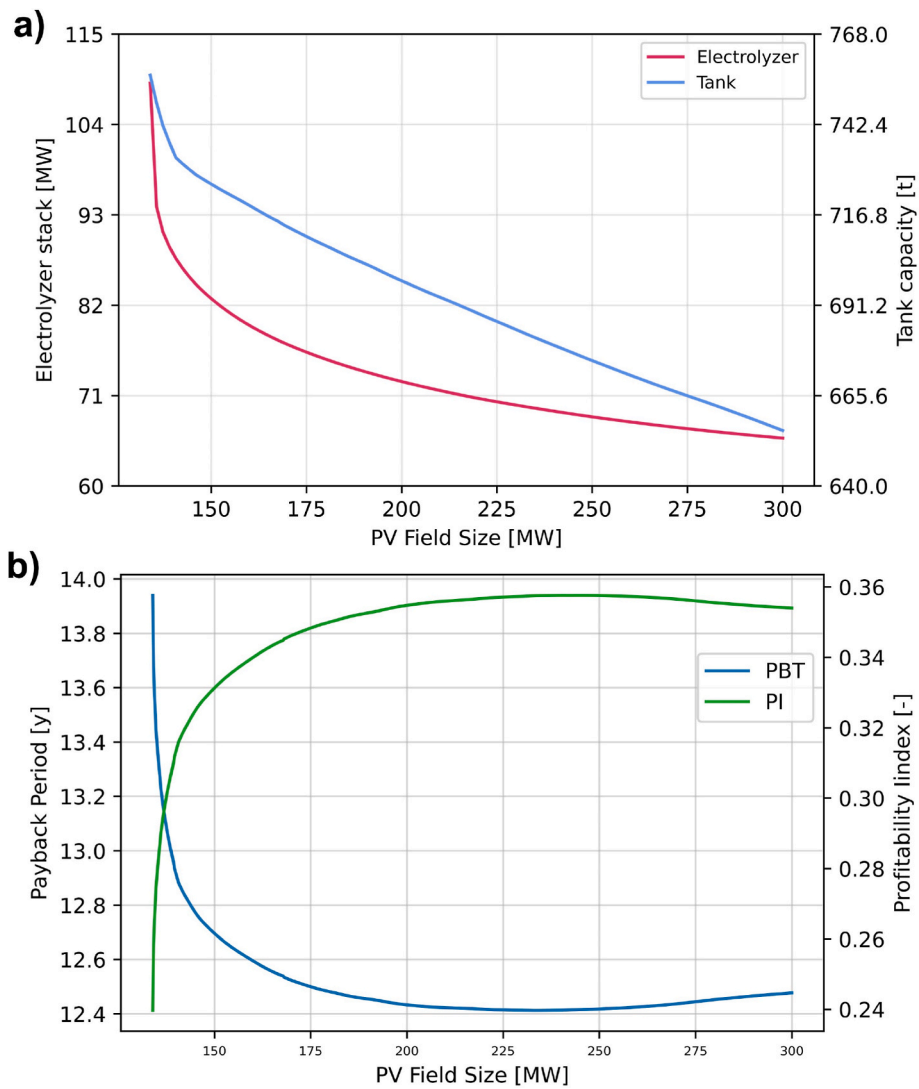 a)
115
104
93
82
71
60
Electrolyzer stack [MW]
Electrolyzer
Tank
768.0
742.4
716.8
691.2
665.6
640.0
Tank capacity [t]
150 175 200 225 250 275 300
PV Field Size [MW]
b)
14.0
13.8
13.6
13.4
13.2
13.0
12.8
12.6
12.4
Payback Period [y]
PBT
PI
0.36
0.34
0.32
0.30
0.28
0.26
0.24
Profitability Iindex [-]
150 175 200 225 250 275 300
PV Field Size [MW]